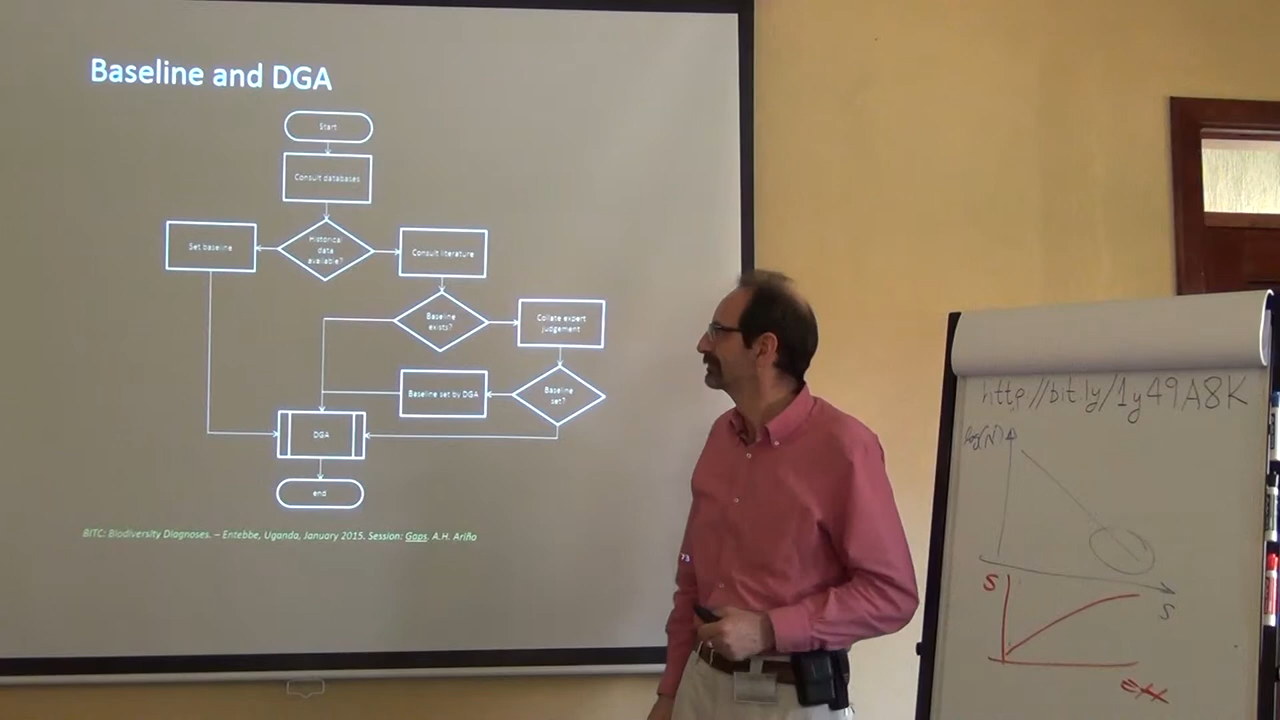 Baseline and DGA
Start
Consult databases
Set baseline
Historical
data
available?
Consult literature
Baseline
exists?
Collate expert
judgement
Baseline set by DGA
Baseline
set?
DGA
end
BITC: Biodiversity Diagnoses. – Entebbe, Uganda, January 2015. Session: Gaps. A.H. Ariño
73
http://bit.ly/1y49A8K
log(N)
S
S
Eff